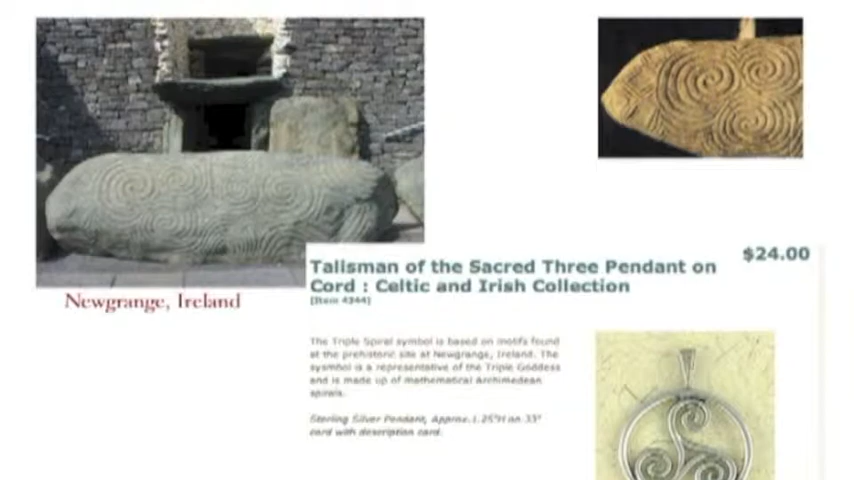 Newgrange, Ireland
Talisman of the Sacred Three Pendant on
Cord : Celtic and Irish Collection
$24.00
[Item 4344]
The Triple Spiral symbol is based on motifs found
at the prehistoric site at Newgrange, Ireland. The
symbol is a representative of the Triple Goddess
and is made up of mathematical Archimedean
spirals.
Sterling Silver Pendant, Approx.1.25"H on 33"
cord with description card.